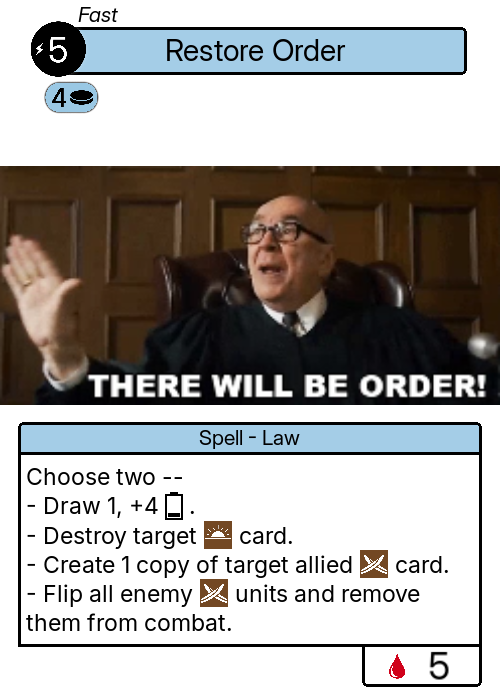 Fast
5 Restore Order
4
THERE WILL BE ORDER!
Spell - Law
Choose two --
- Draw 1, +4 .
- Destroy target card.
- Create 1 copy of target allied card.
- Flip all enemy units and remove
them from combat.
5